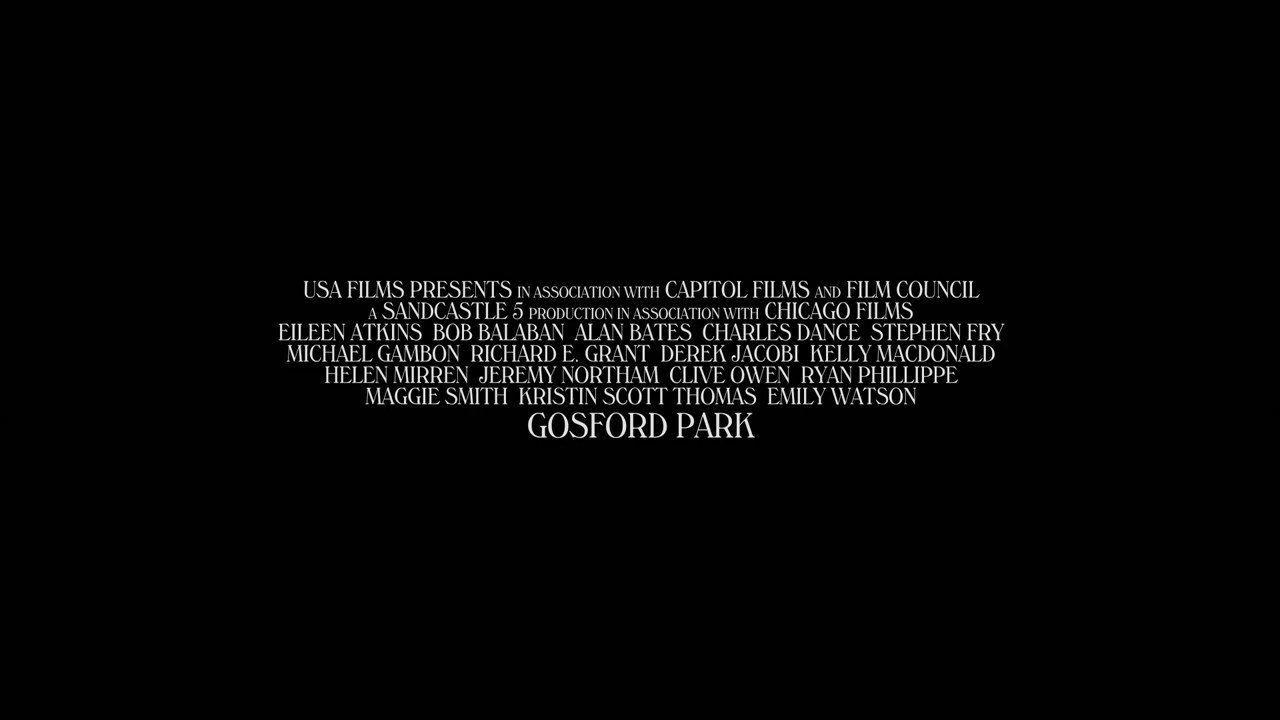 USA FILMS PRESENTS IN ASSOCIATION WITH CAPITOL FILMS AND FILM COUNCIL
A SANDCASTLE 5 PRODUCTION IN ASSOCIATION WITH CHICAGO FILMS
EILEEN ATKINS BOB BALABAN ALAN BATES CHARLES DANCE STEPHEN FRY
MICHAEL GAMBON RICHARD E. GRANT DEREK JACOBI KELLY MACDONALD
HELEN MIRREN JEREMY NORTHAM CLIVE OWEN RYAN PHILLIPPE
MAGGIE SMITH KRISTIN SCOTT THOMAS EMILY WATSON
GOSFORD PARK